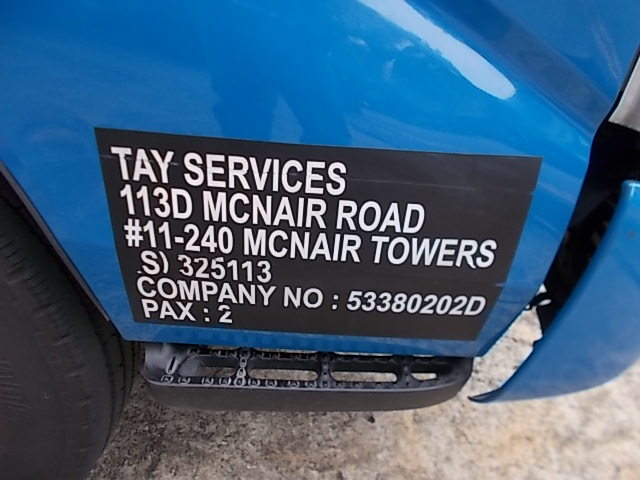 TAY SERVICES
113D MCNAIR ROAD
#11-240 MCNAIR TOWERS
S) 325113
COMPANY NO : 53380202D
PAX : 2